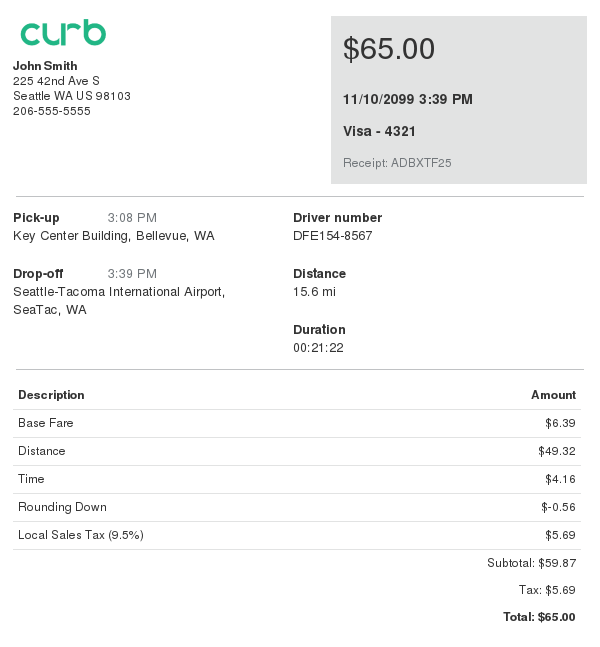 curb
John Smith
225 42nd Ave S
Seattle WA US 98103
206-555-5555
$65.00
11/10/2099 3:39 PM
Visa - 4321
Receipt: ADBXTF25
Pick-up 3:08 PM
Key Center Building, Bellevue, WA
Drop-off 3:39 PM
Seattle-Tacoma International Airport,
SeaTac, WA
Driver number
DFE154-8567
Distance
15.6 mi
Duration
00:21:22
Description Amount
Base Fare $6.39
Distance $49.32
Time $4.16
Rounding Down $-0.56
Local Sales Tax (9.5%) $5.69
Subtotal: $59.87
Tax: $5.69
Total: $65.00